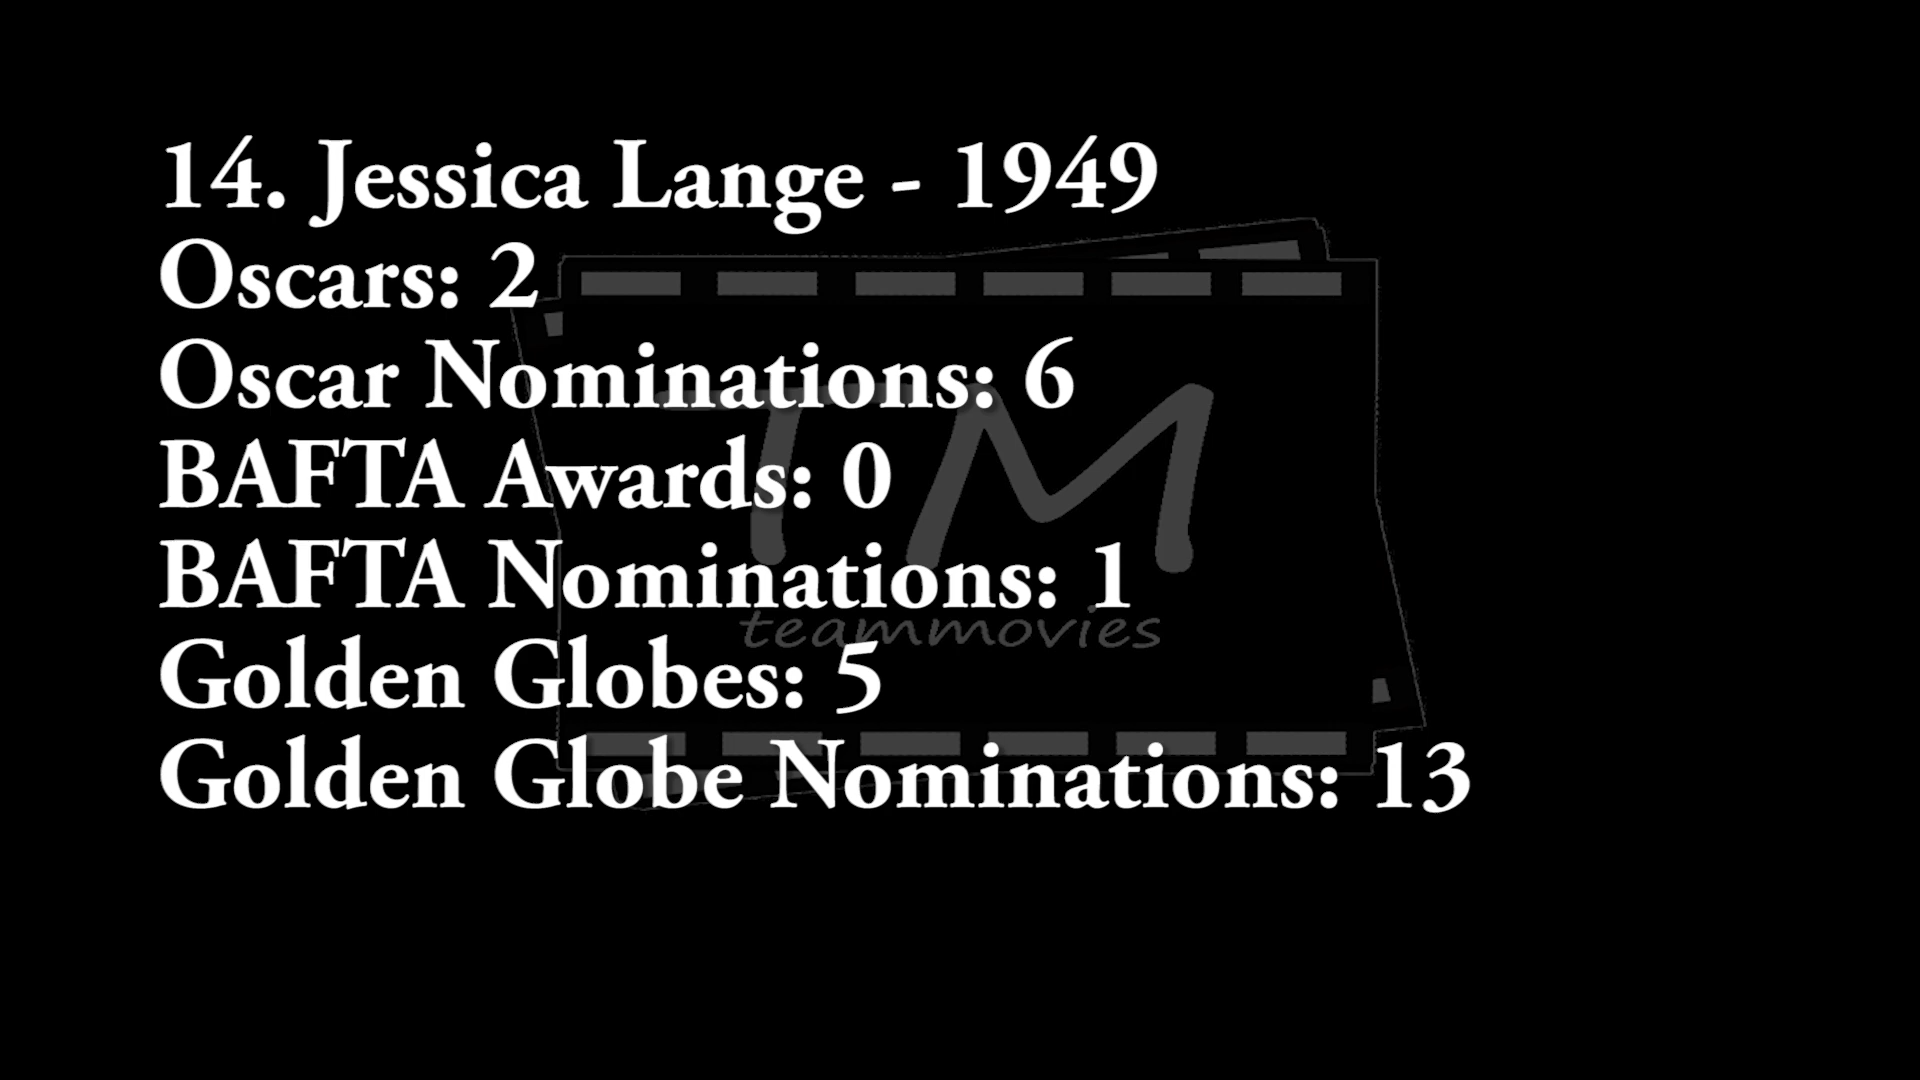 14. Jessica Lange - 1949
Oscars: 2
Oscar Nominations: 6
BAFTA Awards: 0
BAFTA Nominations: 1
Golden Globes: 5
Golden Globe Nominations: 13
TM
teammovies